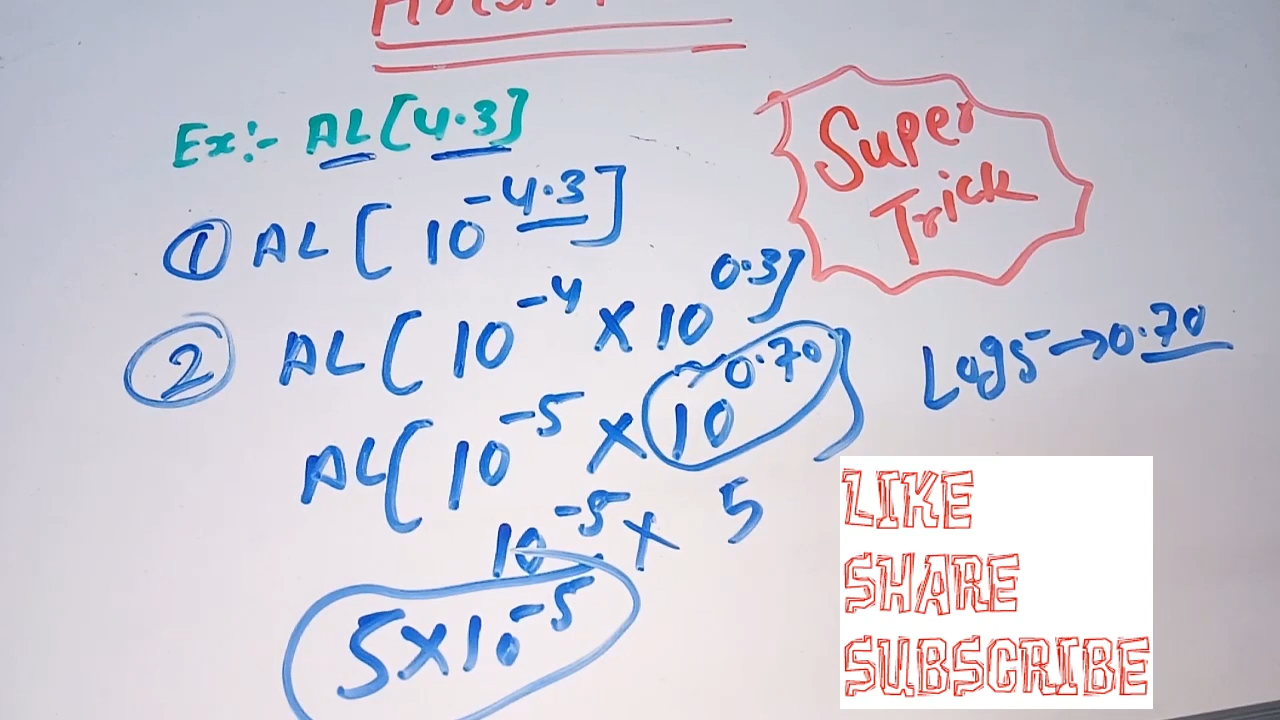 Ex:- AL[4.3]
Super
Trick
① AL[10^-4.3]
② AL[10^-4 × 10^0.3]
Log5→0.70
AL[10^-5 × 10^0.70]
10^-5 × 5
5×10^-5
LIKE
SHARE
SUBSCRIBE